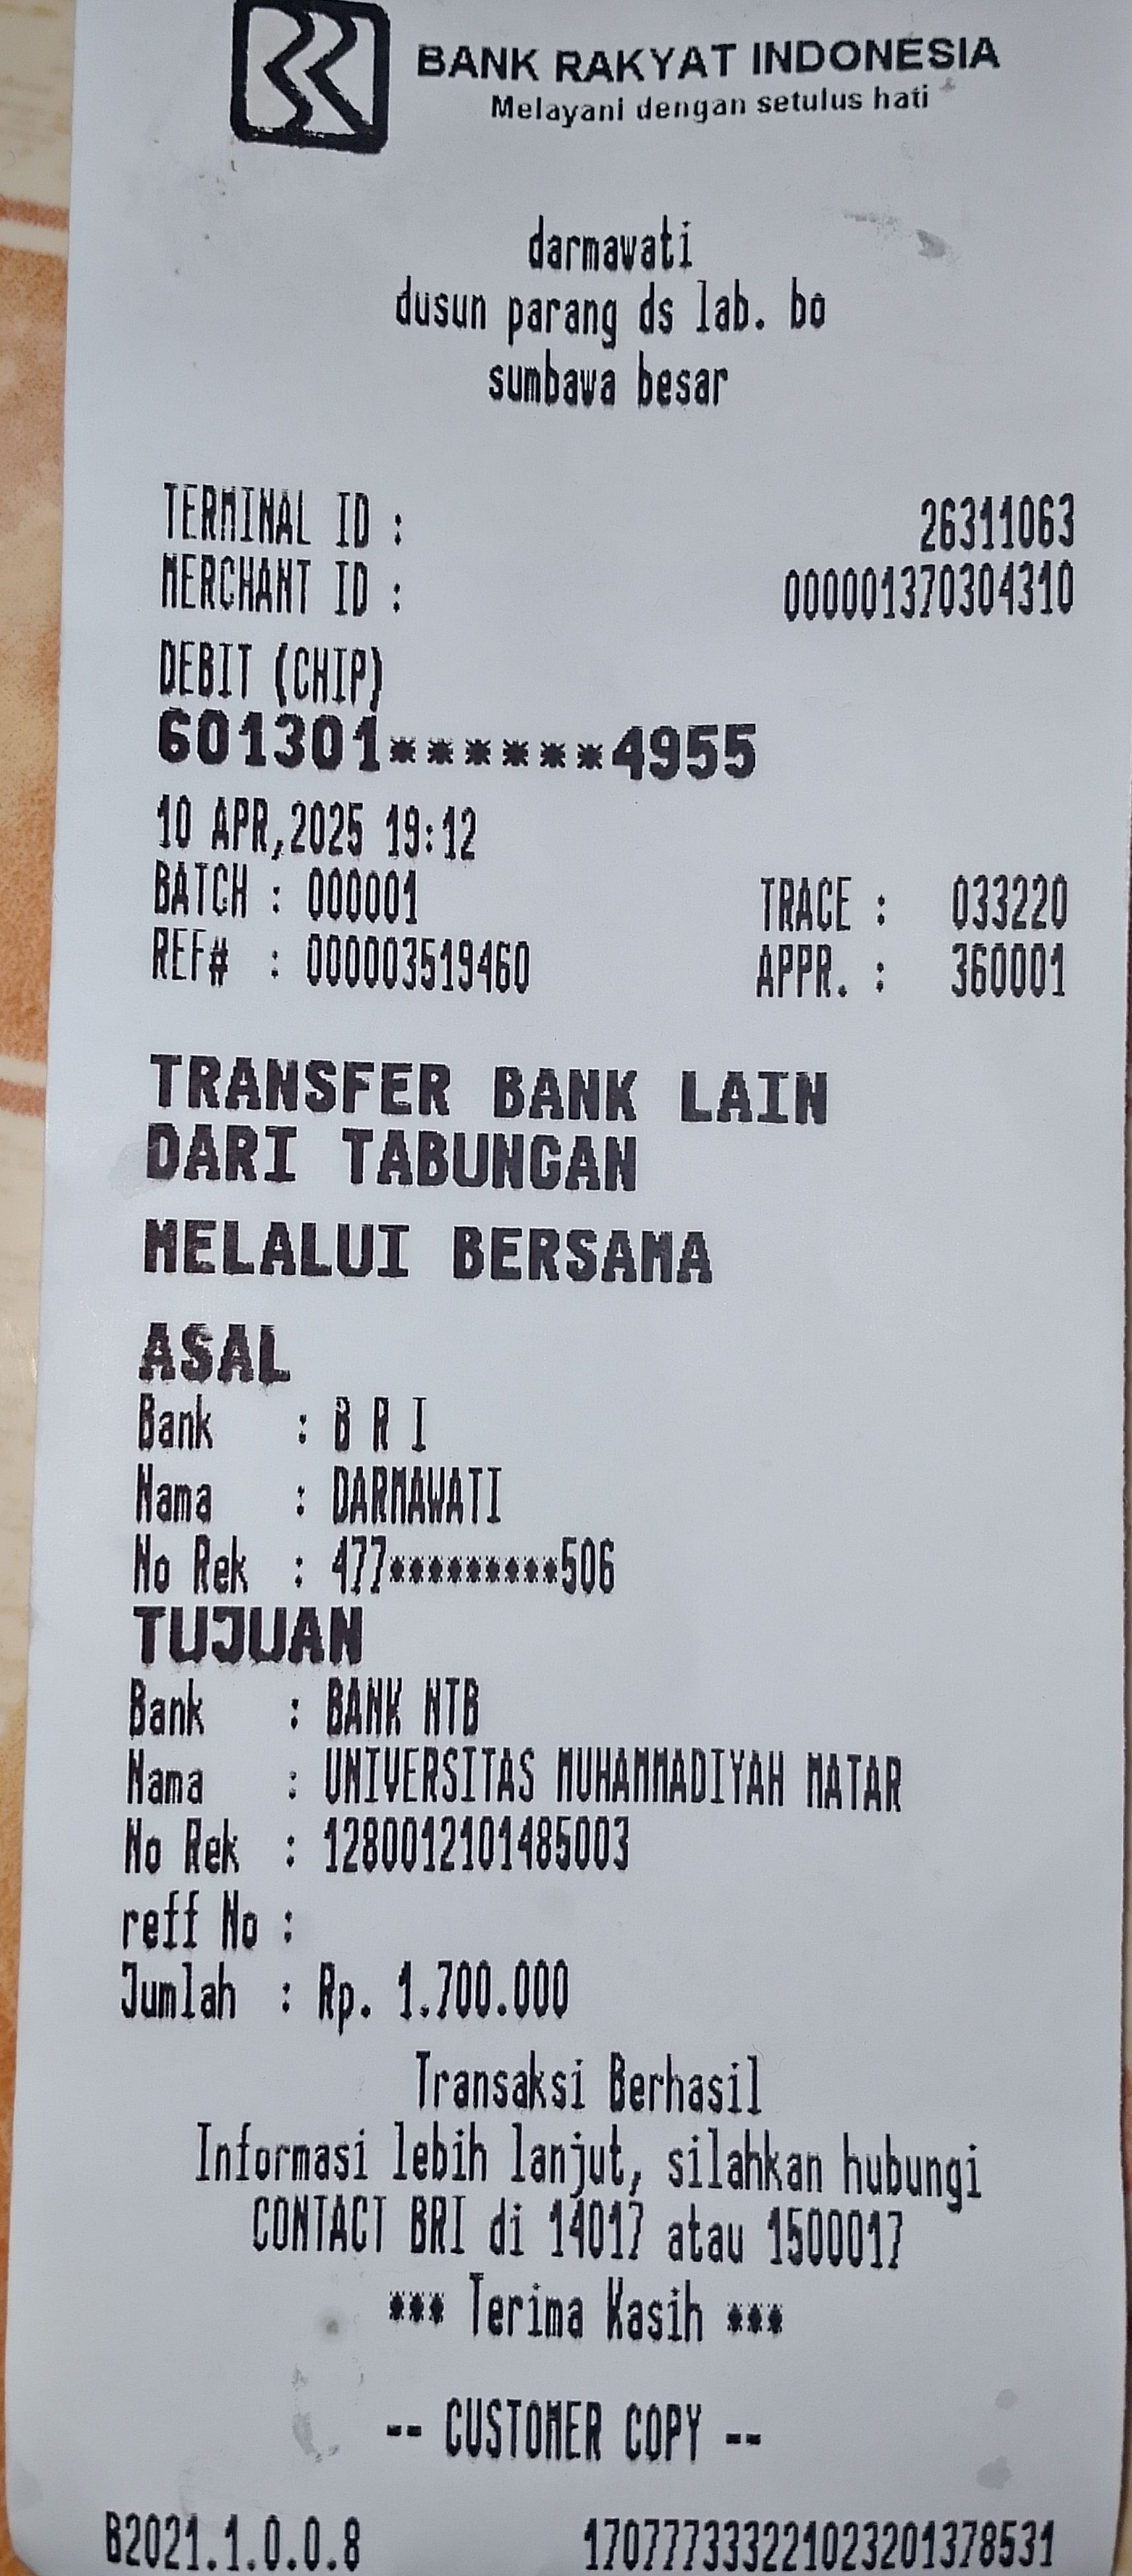 BANK RAKYAT INDONESIA
Melayani dengan setulus hati
darmawati
dusun parang ds lab. bo
sumbawa besar
TERMINAL ID : 26311063
MERCHANT ID : 000001370304310
DEBIT (CHIP)
601301******4955
10 APR,2025 19:12
BATCH : 000001 TRACE : 033220
REF# : 000003519460 APPR. : 360001
TRANSFER BANK LAIN
DARI TABUNGAN
MELALUI BERSAMA
ASAL
Bank : B R I
Nama : DARMAWATI
No Rek : 477*********506
TUJUAN
Bank : BANK NTB
Nama : UNIVERSITAS MUHAMMADIYAH MATAR
No Rek : 1280012101485003
reff No :
Jumlah : Rp. 1.700.000
Transaksi Berhasil
Informasi lebih lanjut, silahkan hubungi
CONTACT BRI di 14017 atau 1500017
*** Terima Kasih ***
-- CUSTOMER COPY --
B2021.1.0.0.8 1707773332210232013785​31